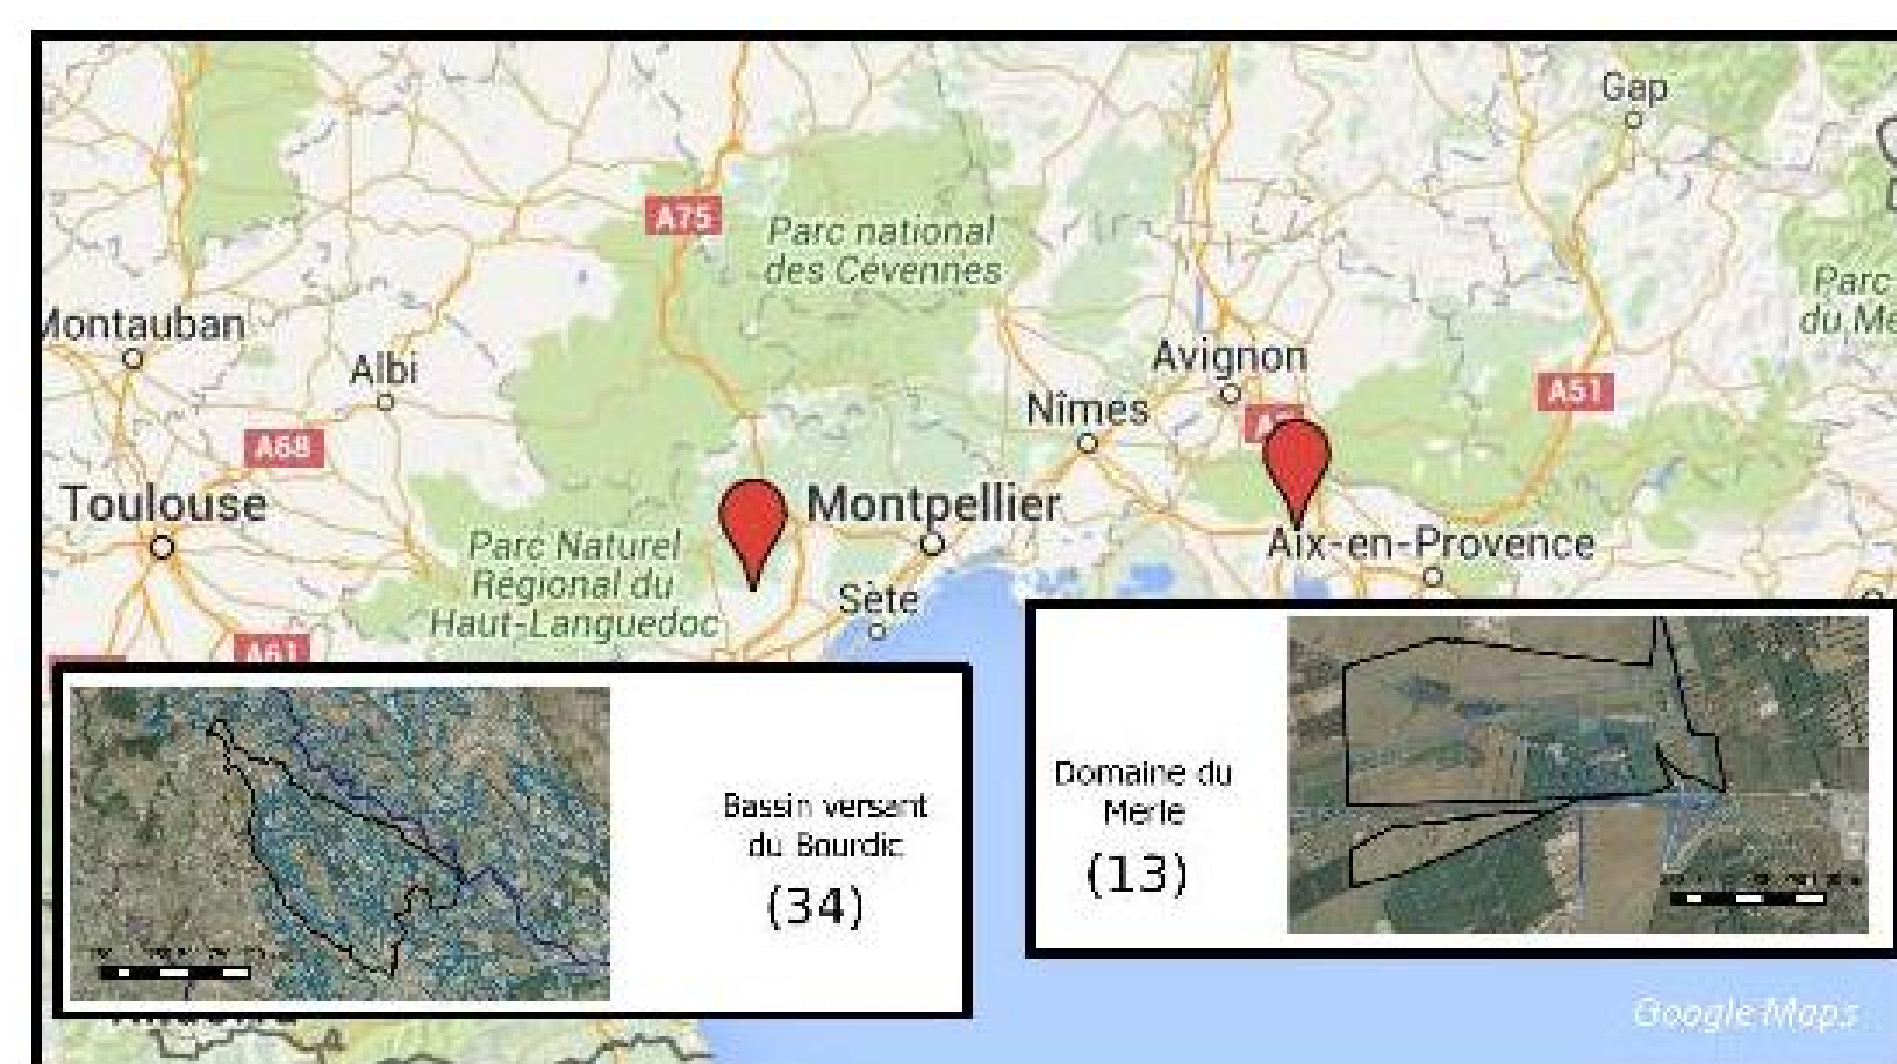 Gap
A75
Parc national
des Cévennes
Parc
Montauban
Albi
Avignon
Nîmes
A51
A68
Toulouse
Montpellier
Parc Naturel
Régional du
Haut-Languedoc
Aix-en-Provence
Sète
A61
Bassin versant
du Bourdic
(34)
Domaine du
Merle
(13)
Google Maps